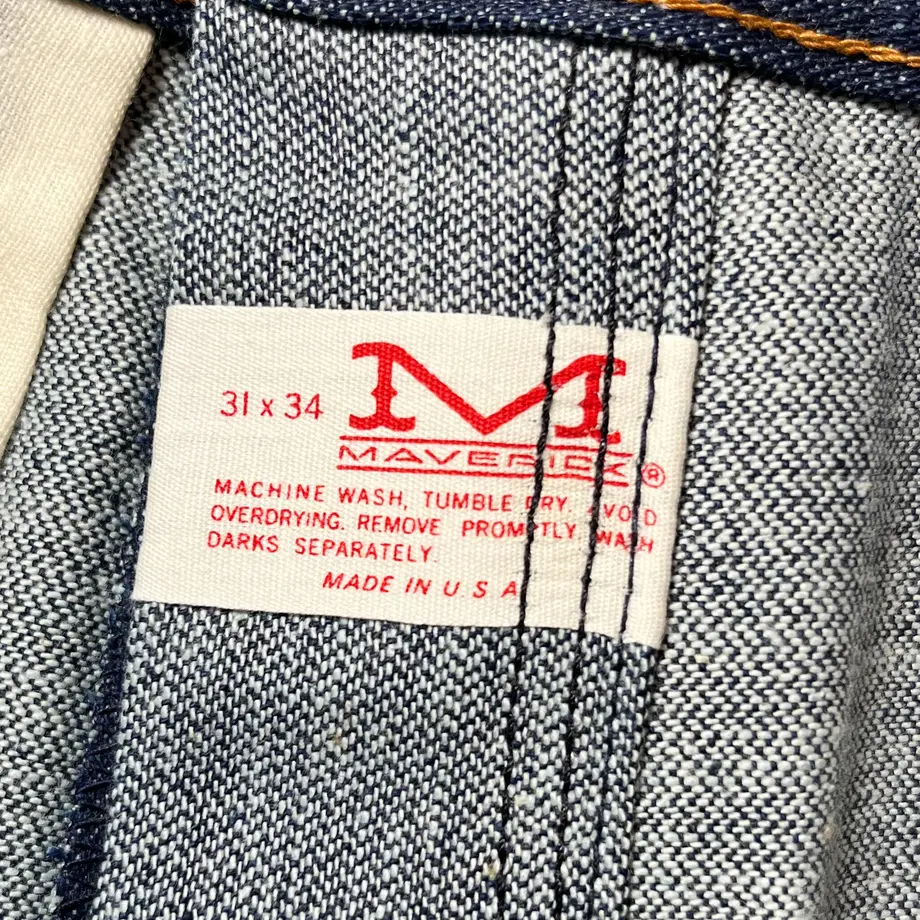 31 x 34
M
MAVERICK ®
MACHINE WASH, TUMBLE DRY. AVOID
OVERDRYING. REMOVE PROMPTLY. WASH
DARKS SEPARATELY.
MADE IN U S A